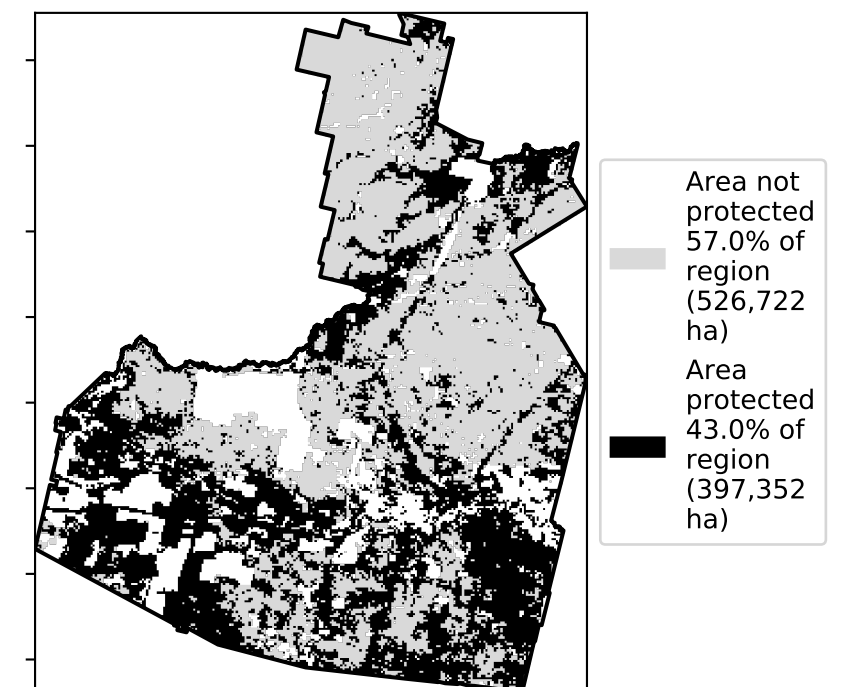 Area not
protected
57.0% of
region
(526,722
ha)
Area
protected
43.0% of
region
(397,352
ha)